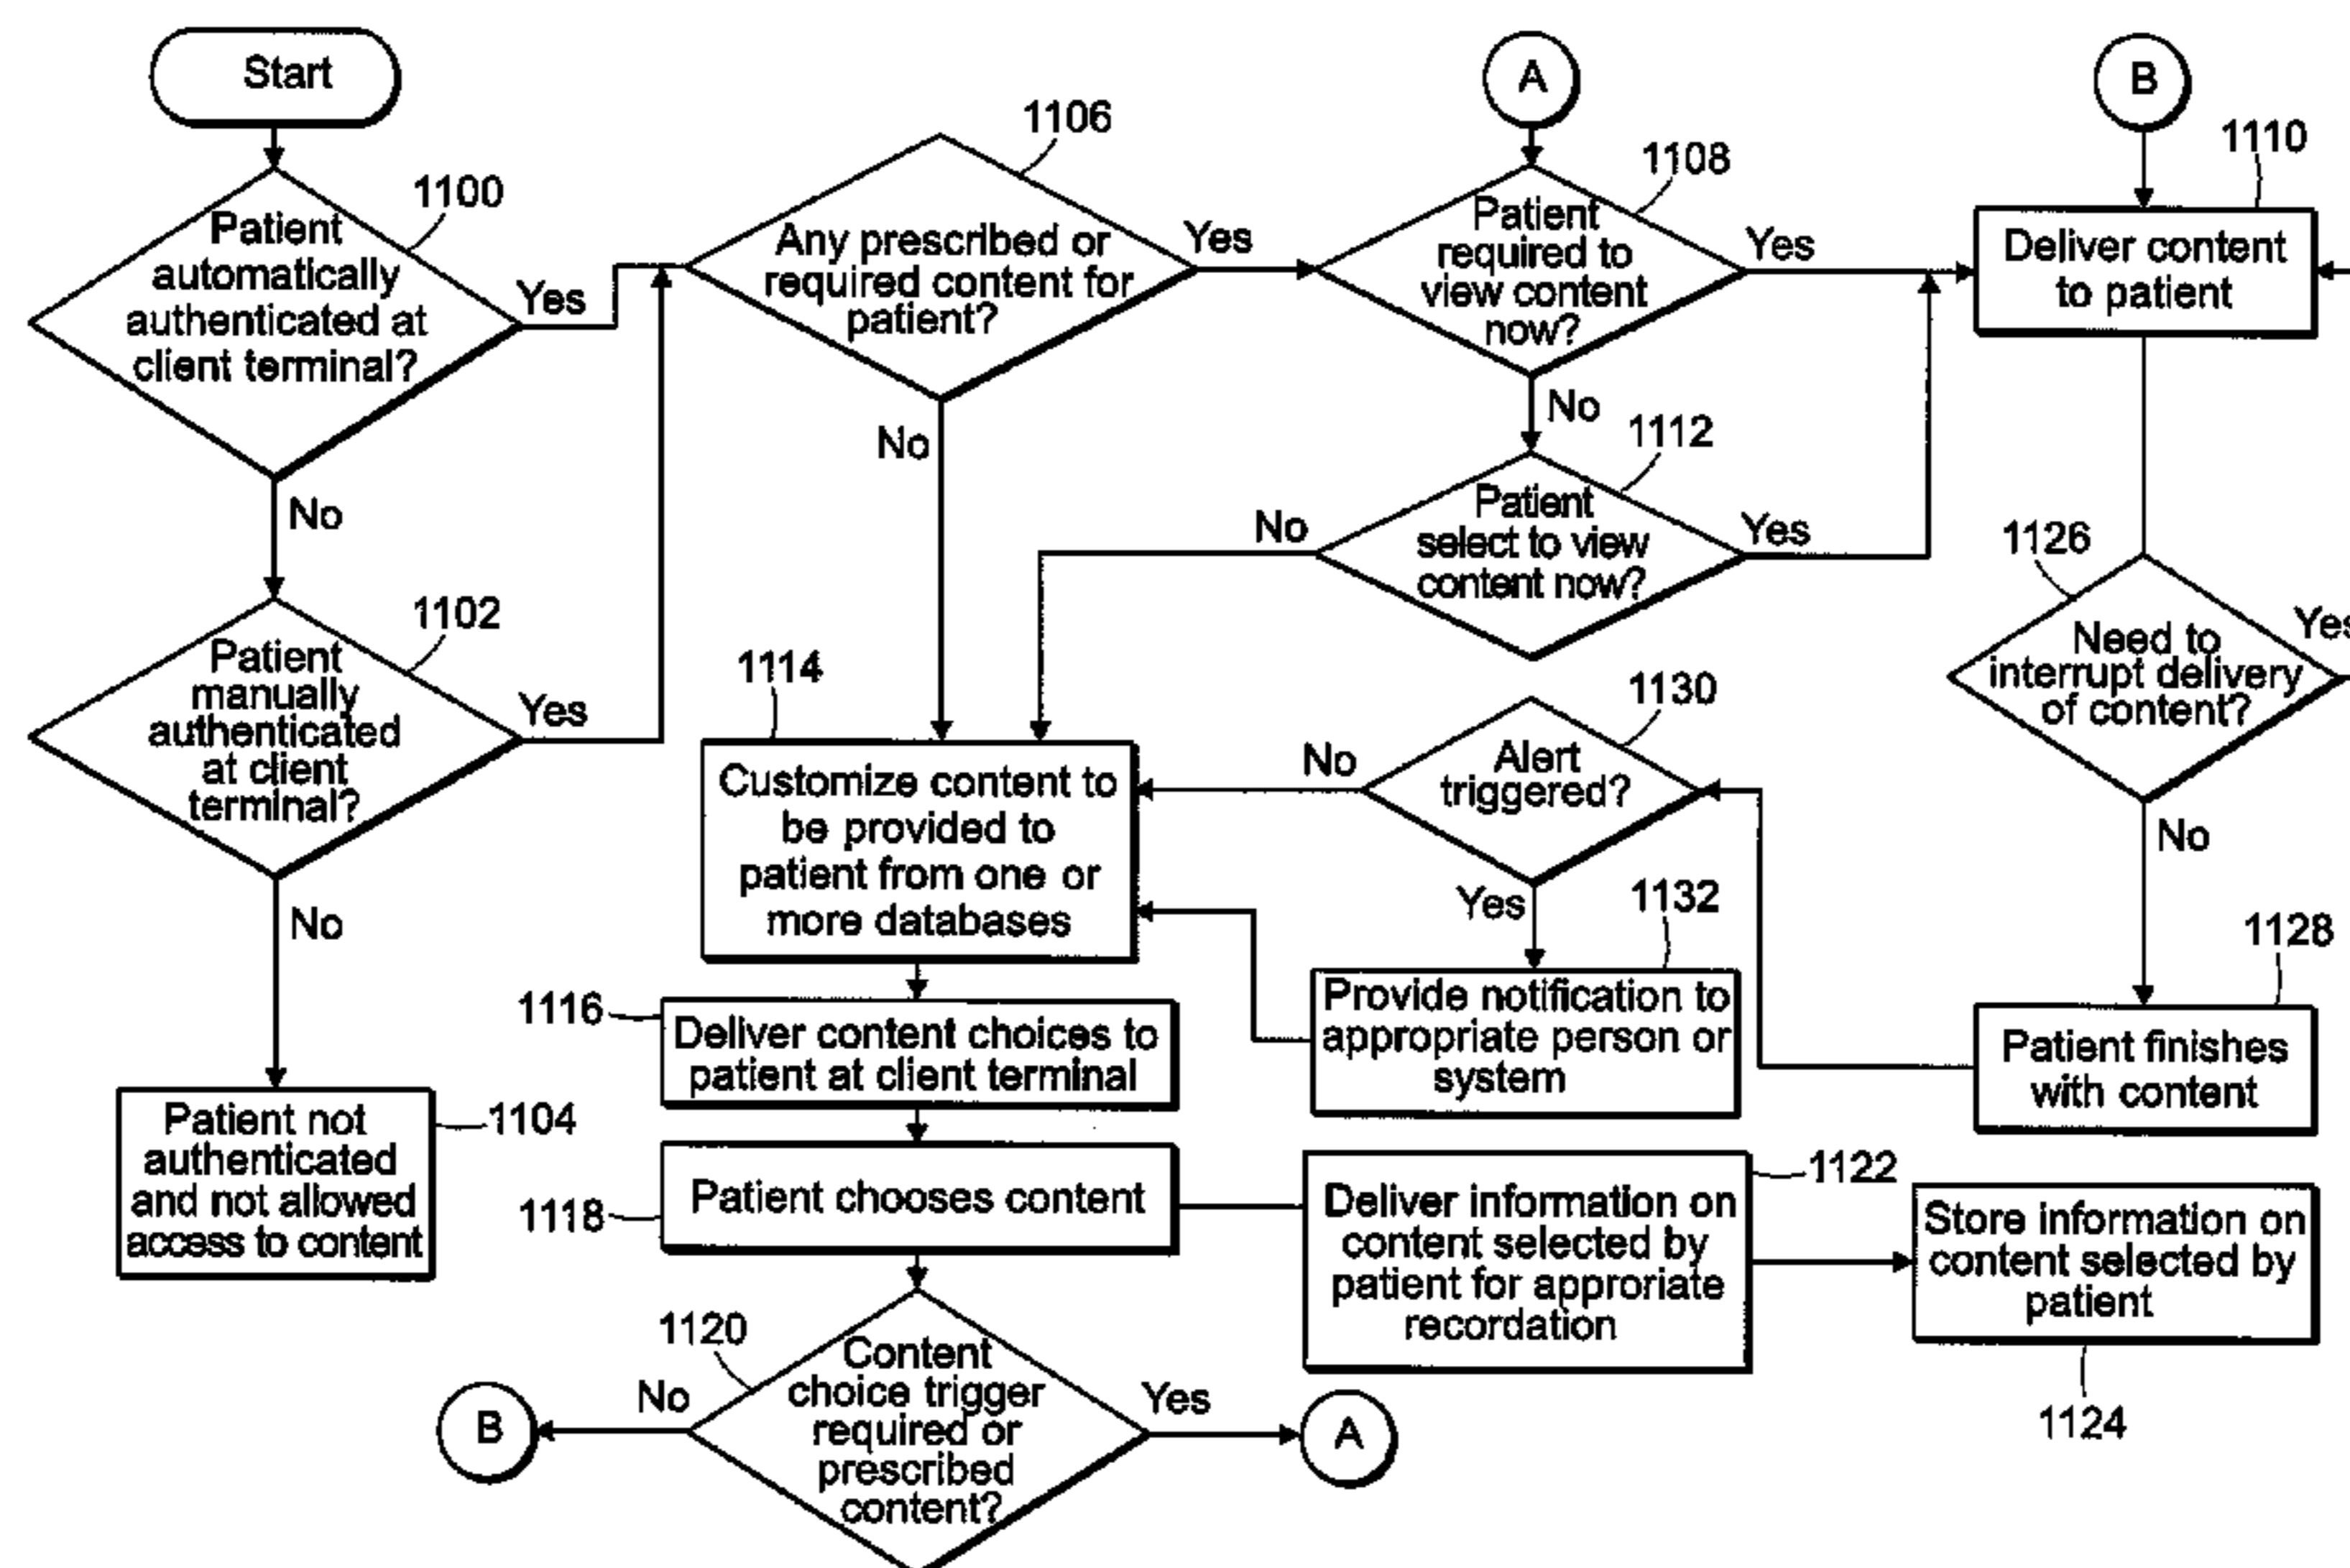 Start
1100
Patient
automatically
authenticated at
client terminal?
Yes
No
1102
Patient
manually
authenticated
at client
terminal?
Yes
No
Patient not
authenticated
and not allowed
access to content
1104
1106
Any prescribed or
required content for
patient?
Yes
No
A
1108
Patient
required to
view content
now?
Yes
No
1112
Patient
select to view
content now?
No
Yes
B
1110
Deliver content
to patient
1126
Need to
interrupt delivery
of content?
Yes
No
1128
Patient finishes
with content
1130
Alert
triggered?
No
Yes
1132
Provide notification to
appropriate person or
system
1114
Customize content to
be provided to
patient from one or
more databases
1116
Deliver content choices to
patient at client terminal
1118
Patient chooses content
1122
Deliver information on
content selected by
patient for approriate
recordation
Store information on
content selected by
patient
1124
1120
Content
choice trigger
required or
prescribed
content?
No
B
Yes
A